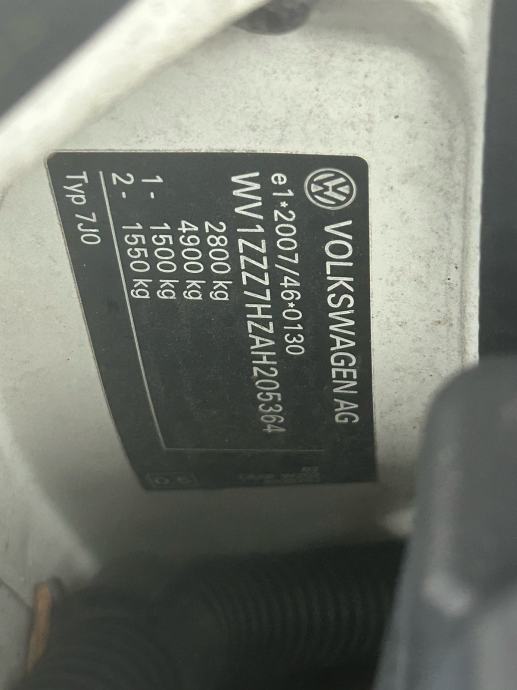 VOLKSWAGEN AG
e1*2007/46*0130
WV1ZZZ7HZAH205364
2800 kg
4900 kg
1 - 1500 kg
2 - 1550 kg
Typ 7J0